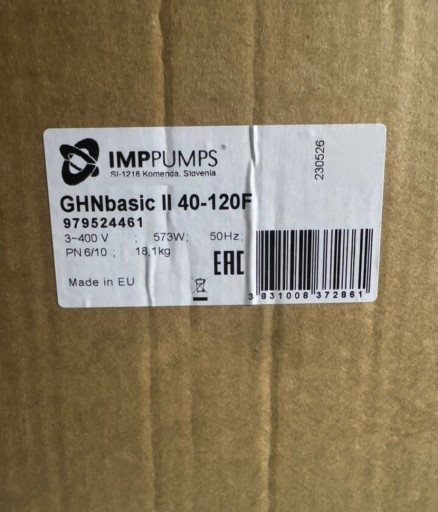 IMPPUMPS®
SI-1218 Komenda, Slovenia
230526
GHNbasic II 40-120F
979524461
3~400 V ; 573W, 50Hz
PN 6/10 ; 18,1kg
EAC
Made in EU
3 831008 372861